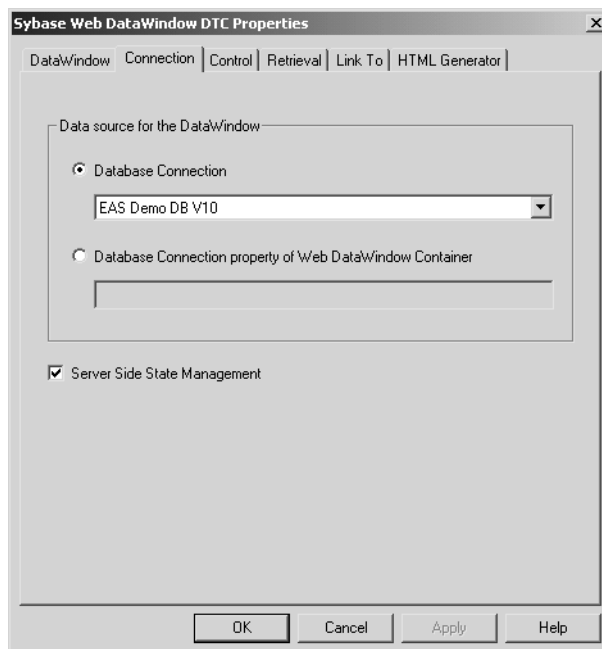 Sybase Web DataWindow DTC Properties
DataWindow Connection Control Retrieval Link To HTML Generator
Data source for the DataWindow
Database Connection
EAS Demo DB V10
Database Connection property of Web DataWindow Container
Server Side State Management
OK Cancel Apply Help